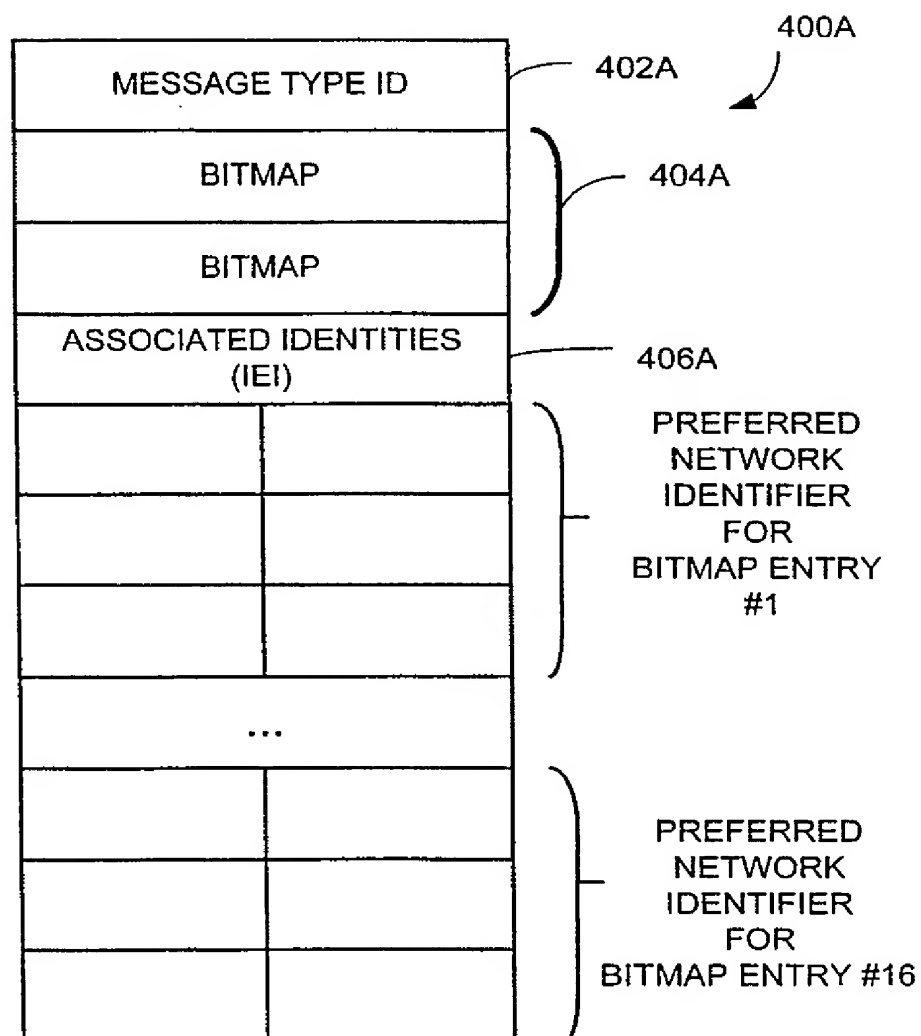 400A
MESSAGE TYPE ID
402A
BITMAP
404A
BITMAP
ASSOCIATED IDENTITIES
(IEI)
406A
PREFERRED
NETWORK
IDENTIFIER
FOR
BITMAP ENTRY
#1
...
PREFERRED
NETWORK
IDENTIFIER
FOR
BITMAP ENTRY #16